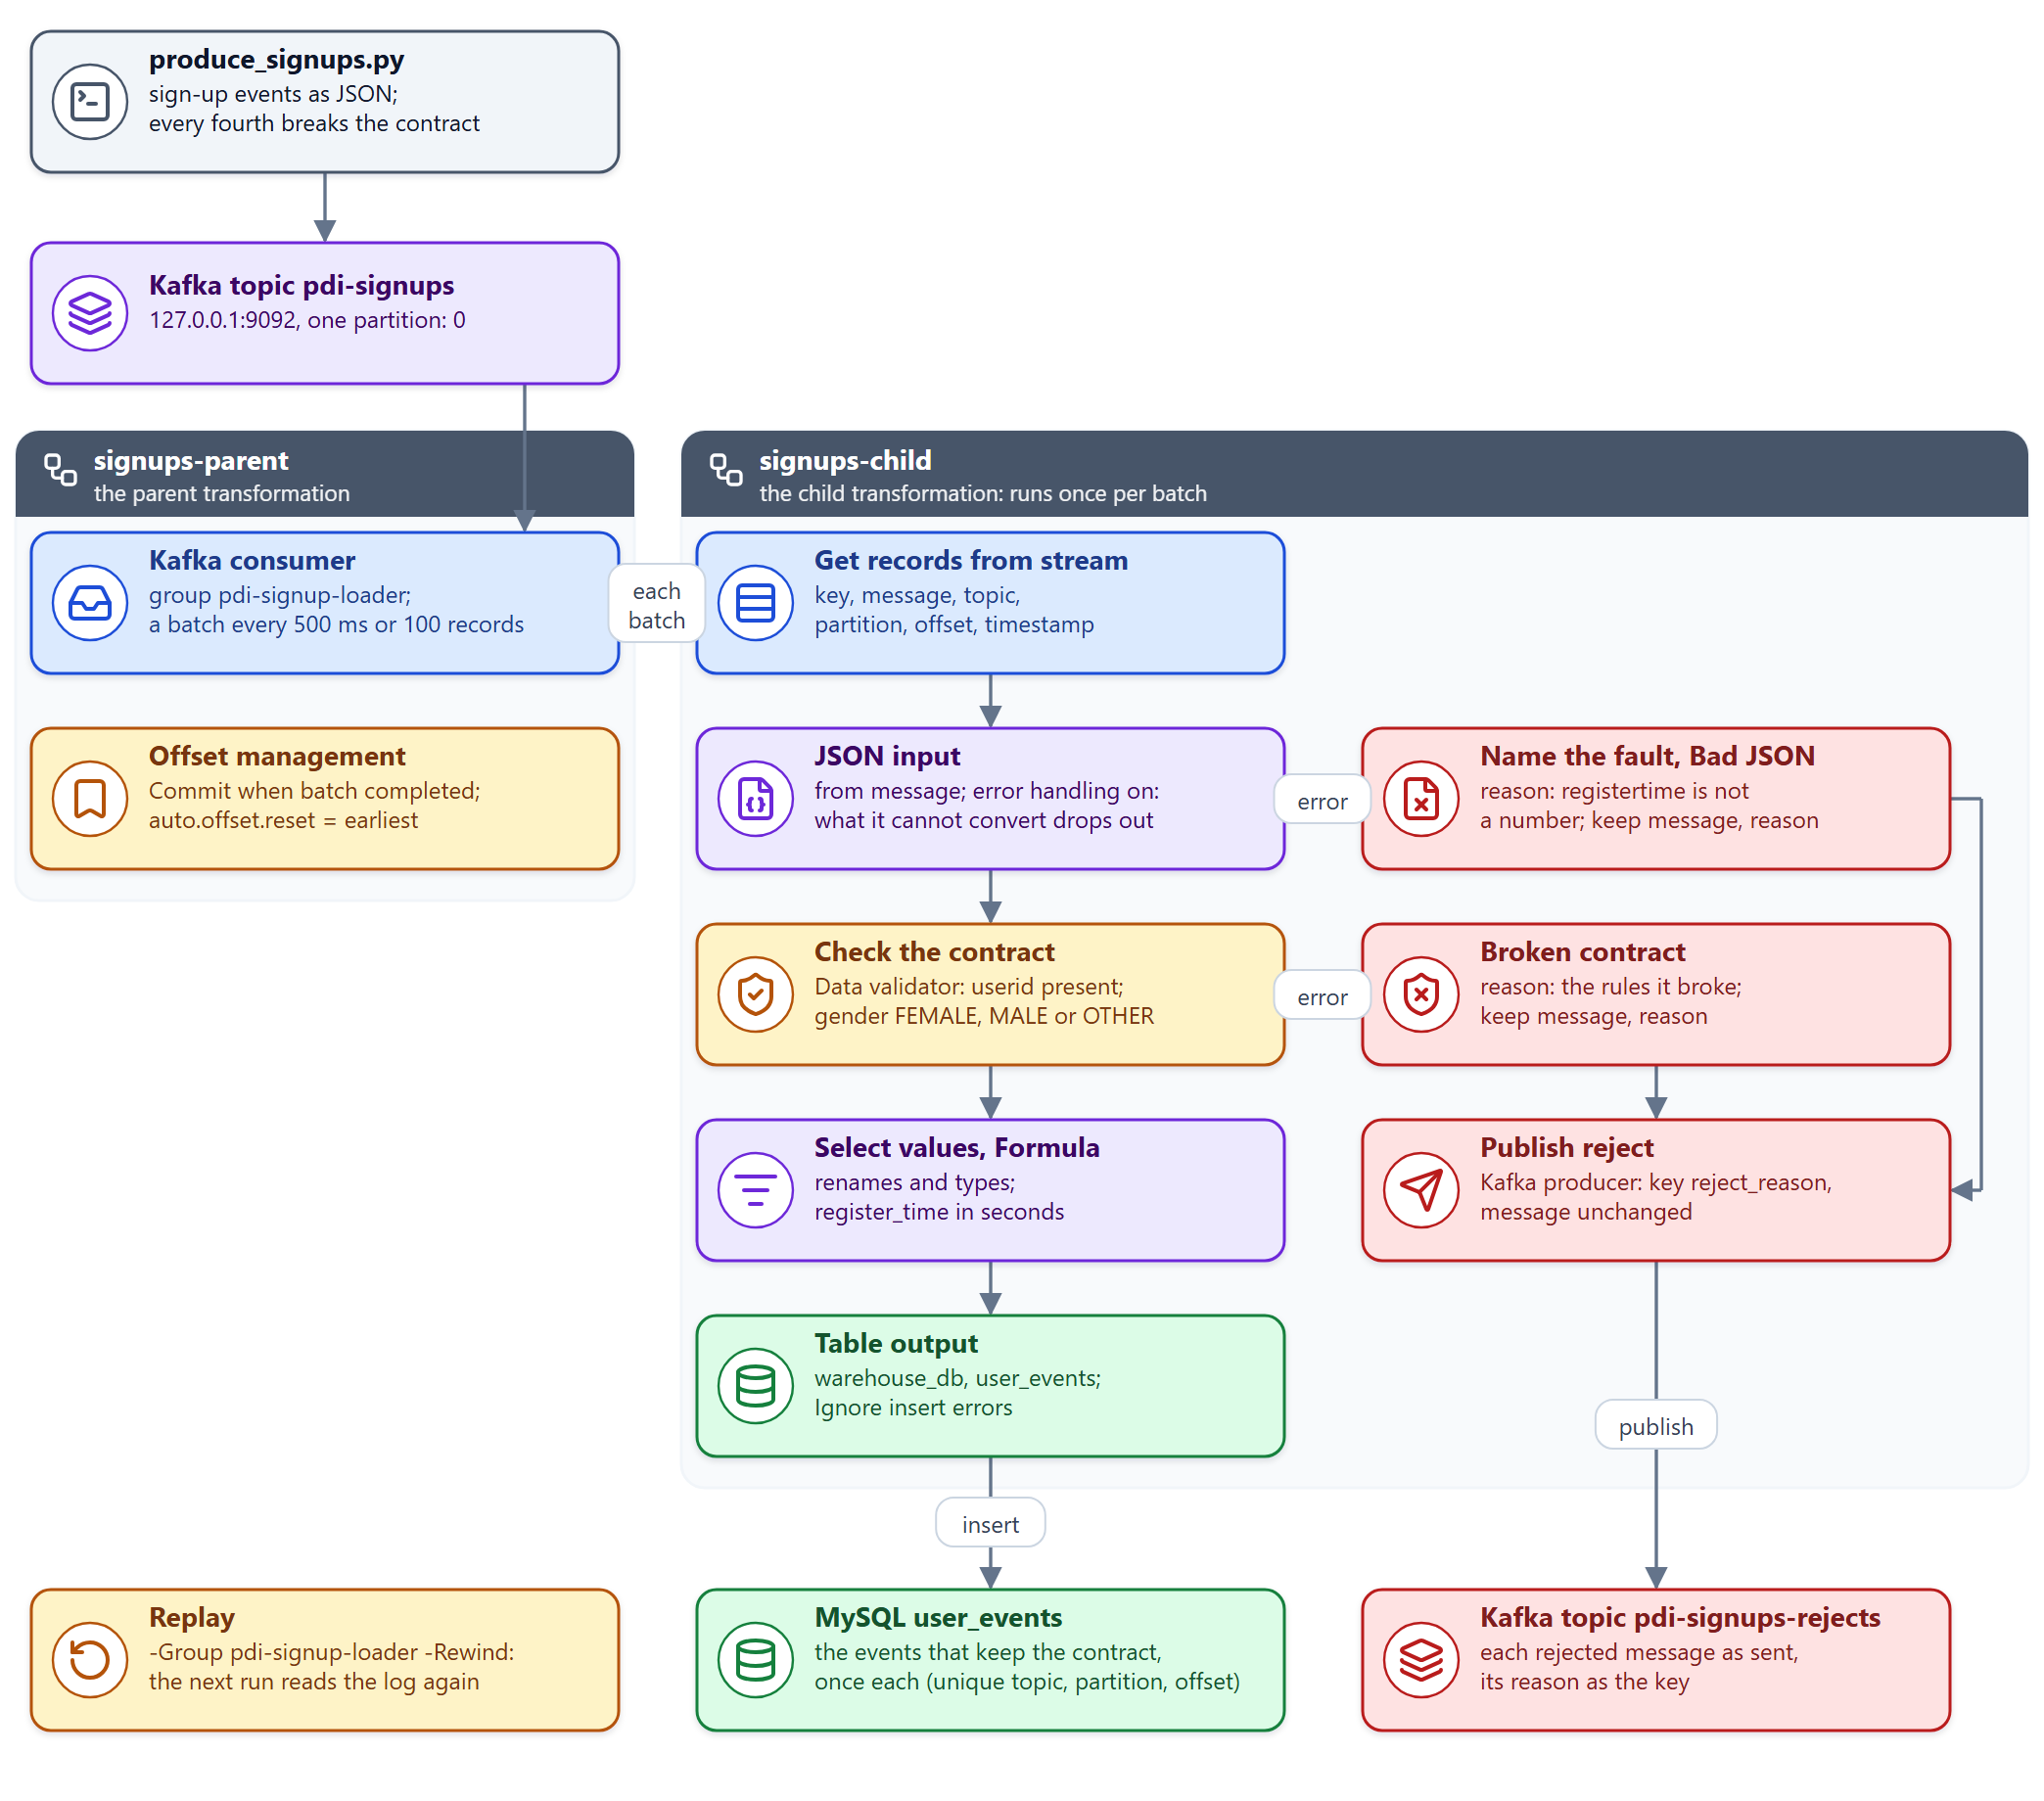 produce_signups.py
sign-up events as JSON;
every fourth breaks the contract
Kafka topic pdi-signups
127.0.0.1:9092, one partition: 0
signups-parent
the parent transformation
signups-child
the child transformation: runs once per batch
Kafka consumer
group pdi-signup-loader;
a batch every 500 ms or 100 records
each
batch
Get records from stream
key, message, topic,
partition, offset, timestamp
Offset management
Commit when batch completed;
auto.offset.reset = earliest
JSON input
from message; error handling on:
what it cannot convert drops out
error
Name the fault, Bad JSON
reason: registertime is not
a number; keep message, reason
Check the contract
Data validator: userid present;
gender FEMALE, MALE or OTHER
error
Broken contract
reason: the rules it broke;
keep message, reason
Select values, Formula
renames and types;
register_time in seconds
Publish reject
Kafka producer: key reject_reason,
message unchanged
Table output
warehouse_db, user_events;
Ignore insert errors
publish
insert
Replay
-Group pdi-signup-loader -Rewind:
the next run reads the log again
MySQL user_events
the events that keep the contract,
once each (unique topic, partition, offset)
Kafka topic pdi-signups-rejects
each rejected message as sent,
its reason as the key